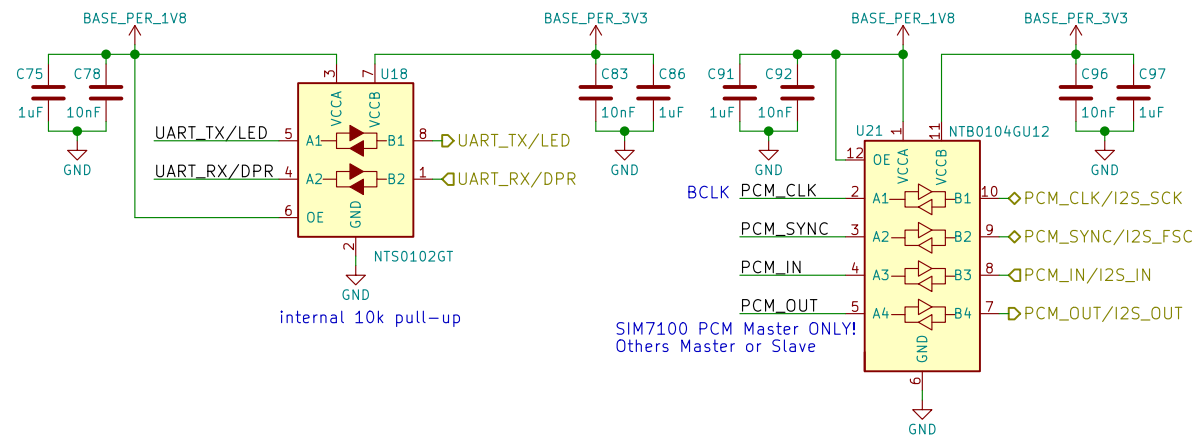 BASE_PER_1V8
BASE_PER_3V3
C75
1uF
C78
10nF
GND
U18
3
VCCA
7
VCCB
C83
10nF
C86
1uF
GND
UART_TX/LED
5
A1
B1
8
UART_TX/LED
UART_RX/DPR
4
A2
B2
1
UART_RX/DPR
6
OE
GND
2
NTS0102GT
GND
internal 10k pull-up
BASE_PER_1V8
BASE_PER_3V3
C91
1uF
C92
10nF
GND
U21
1
VCCA
11
VCCB
NTB0104GU12
C96
10nF
C97
1uF
GND
12
OE
BCLK
PCM_CLK
2
A1
B1
10
PCM_CLK/I2S_SCK
PCM_SYNC
3
A2
B2
9
PCM_SYNC/I2S_FSC
PCM_IN
4
A3
B3
8
PCM_IN/I2S_IN
PCM_OUT
5
A4
B4
7
PCM_OUT/I2S_OUT
SIM7100 PCM Master ONLY!
Others Master or Slave
GND
6
GND